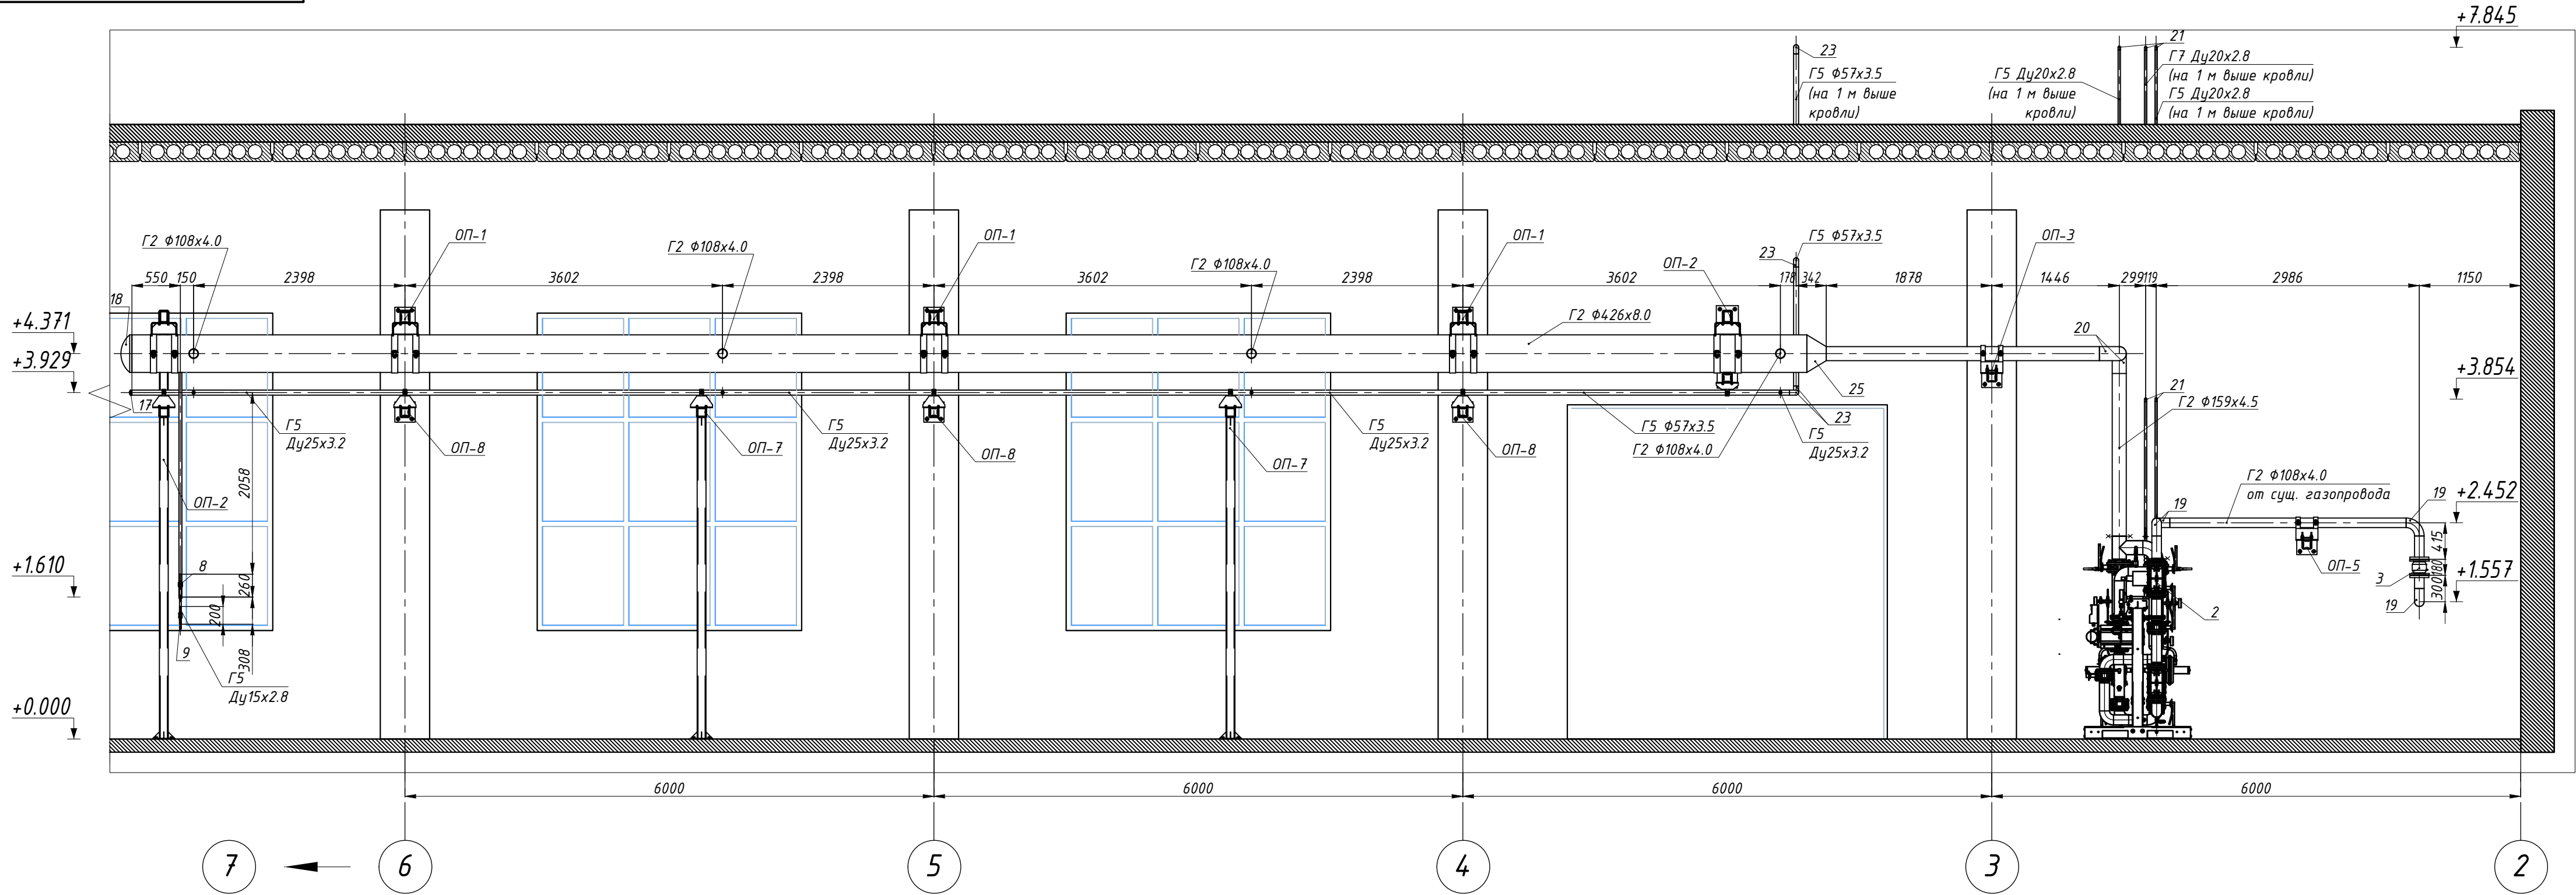 +7.845
21
23
Г7 Ду20х2.8
(на 1 м выше кровли)
Г5 Ф57х3.5
(на 1 м выше
кровли)
Г5 Ду20х2.8
(на 1 м выше
кровли)
Г5 Ду20х2.8
(на 1 м выше кровли)
Г2 Ф108х4.0
ОП-1
Г2 Ф108х4.0
ОП-1
Г2 Ф108х4.0
ОП-1
ОП-2
23
Г5 Ф57х3.5
ОП-3
550
150
2398
3602
2398
3602
2398
3602
178
342
1878
1446
299
119
2986
1150
18
+4.371
Г2 Ф426х8.0
20
+3.929
+3.854
17
25
21
Г5
Ду25х3.2
ОП-8
ОП-7
Г5
Ду25х3.2
ОП-8
ОП-7
Г5
Ду25х3.2
ОП-8
Г5 Ф57х3.5
Г2 Ф108х4.0
23
Г5
Ду25х3.2
Г2 Ф159х4.5
2058
ОП-2
Г2 Ф108х4.0
от сущ. газопровода
19
19
+2.452
415
180
300
+1.610
8
260
200
308
9
Г5
Ду15х2.8
ОП-5
3
19
+1.557
2
+0.000
6000
6000
6000
6000
7
6
5
4
3
2